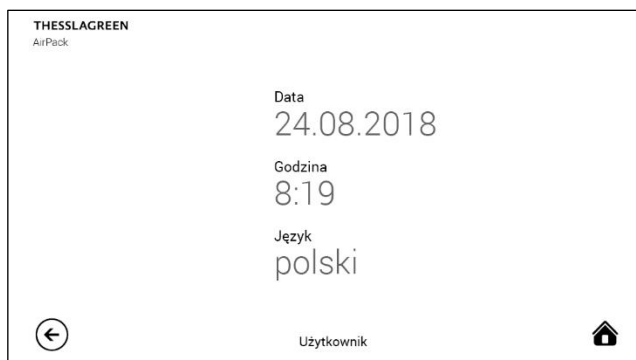 THESSLAGREEN
AirPack
Data
24.08.2018
Godzina
8:19
Język
polski
Użytkownik